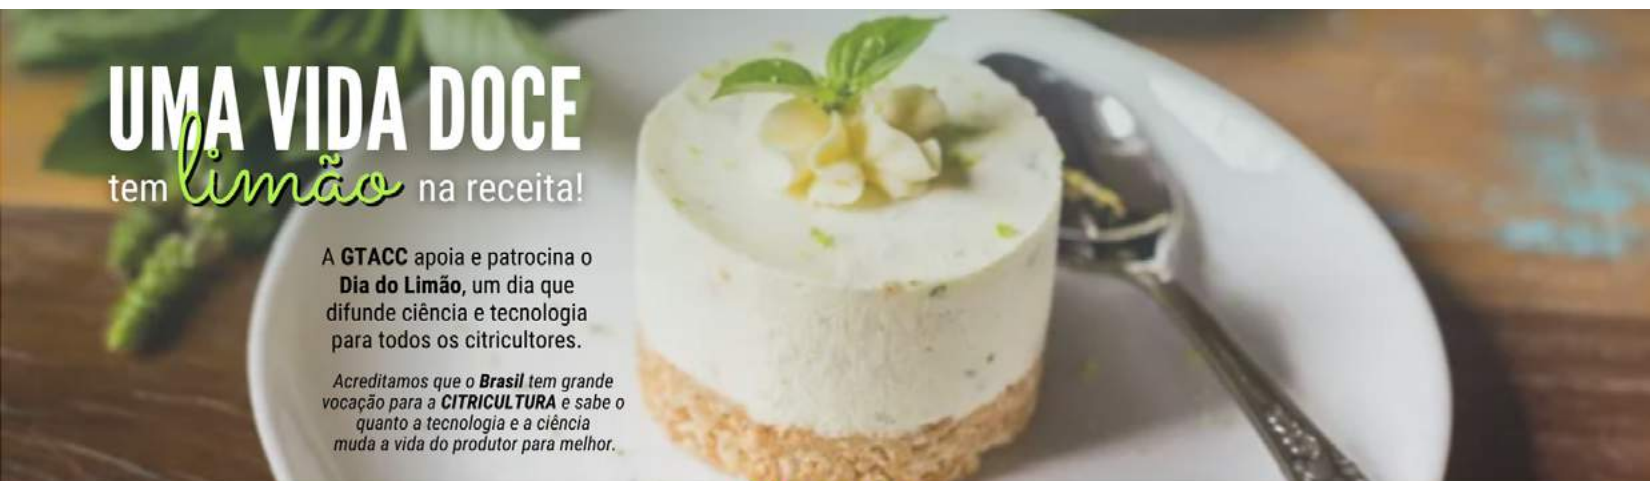 UMA VIDA DOCE
tem limão na receita!
A GTACC apoia e patrocina o
Dia do Limão, um dia que
difunde ciência e tecnologia
para todos os citricultores.
Acreditamos que o Brasil tem grande
vocação para a CITRICULTURA e sabe o
quanto a tecnologia e a ciência
muda a vida do produtor para melhor.